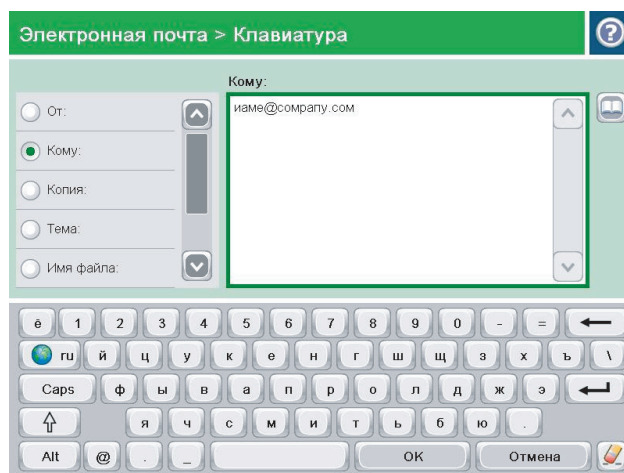 Электронная почта > Клавиатура
?
Кому:
От:
Кому:
Копия:
Тема:
Имя файла:
иаме@сompany.com
ё 1 2 3 4 5 6 7 8 9 0 - =
ru й ц у к е н г ш щ з х ъ \
Caps ф ы в а п р о л д ж э
я ч с м и т ь б ю .
Alt @ . _ OK Отмена